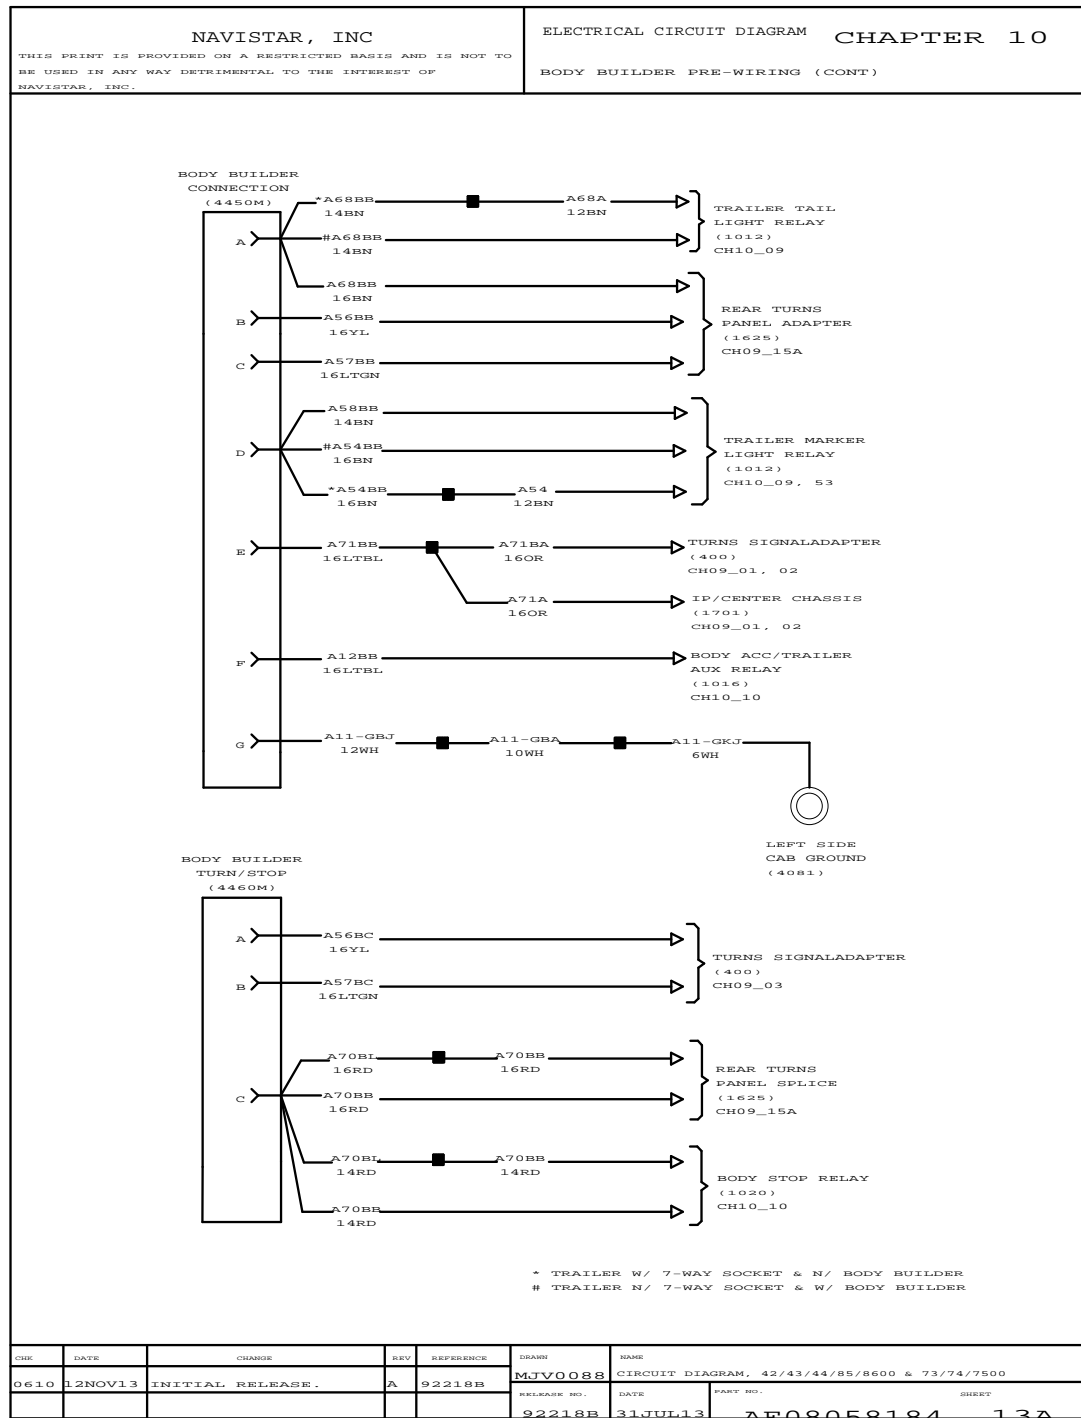 NAVISTAR, INC
THIS PRINT IS PROVIDED ON A RESTRICTED BASIS AND IS NOT TO
BE USED IN ANY WAY DETRIMENTAL TO THE INTEREST OF
NAVISTAR, INC.
ELECTRICAL CIRCUIT DIAGRAM CHAPTER 10
BODY BUILDER PRE-WIRING (CONT)
BODY BUILDER
CONNECTION
(4450M)
A
*A68BB
14BN
A68A
12BN
#A68BB
14BN
TRAILER TAIL
LIGHT RELAY
(1012)
CH10_09
A68BB
16BN
B
A56BB
16YL
C
A57BB
16LTGN
REAR TURNS
PANEL ADAPTER
(1625)
CH09_15A
D
A58BB
14BN
#A54BB
16BN
*A54BB
16BN
A54
12BN
TRAILER MARKER
LIGHT RELAY
(1012)
CH10_09, 53
E
A71BB
16LTBL
A71BA
16OR
TURNS SIGNALADAPTER
(400)
CH09_01, 02
A71A
16OR
IP/CENTER CHASSIS
(1701)
CH09_01, 02
F
A12BB
16LTBL
BODY ACC/TRAILER
AUX RELAY
(1016)
CH10_10
G
A11-GBJ
12WH
A11-GBA
10WH
A11-GKJ
6WH
LEFT SIDE
CAB GROUND
(4081)
BODY BUILDER
TURN/STOP
(4460M)
A
A56BC
16YL
B
A57BC
16LTGN
TURNS SIGNALADAPTER
(400)
CH09_03
C
A70BL
16RD
A70BB
16RD
A70BB
16RD
REAR TURNS
PANEL SPLICE
(1625)
CH09_15A
A70BL
14RD
A70BB
14RD
A70BB
14RD
BODY STOP RELAY
(1020)
CH10_10
* TRAILER W/ 7-WAY SOCKET & N/ BODY BUILDER
# TRAILER N/ 7-WAY SOCKET & W/ BODY BUILDER
CHK DATE CHANGE REV REFERENCE
0610 12NOV13 INITIAL RELEASE. A 92218B
DRAWN
MJV0088
NAME
CIRCUIT DIAGRAM, 42/43/44/85/8600 & 73/74/7500
RELEASE NO. DATE PART NO. SHEET
92218B 31JUL13 AF08058184 13A